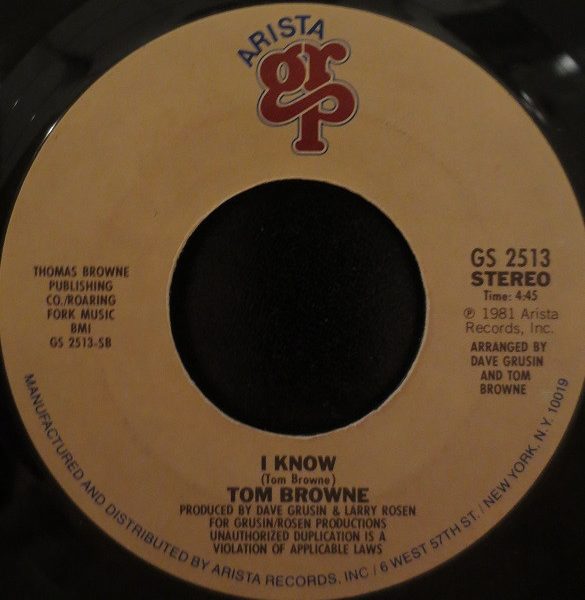 ARISTA
grp
THOMAS BROWNE
PUBLISHING
CO./ROARING
FORK MUSIC
BMI
GS 2513-SB
GS 2513
STEREO
Time: 4:45
℗ 1981 Arista
Records, Inc.
ARRANGED BY
DAVE GRUSIN
AND TOM
BROWNE
I KNOW
(Tom Browne)
TOM BROWNE
PRODUCED BY DAVE GRUSIN & LARRY ROSEN
FOR GRUSIN/ROSEN PRODUCTIONS
UNAUTHORIZED DUPLICATION IS A
VIOLATION OF APPLICABLE LAWS
MANUFACTURED AND DISTRIBUTED BY ARISTA RECORDS, INC / 6 WEST 57TH ST. / NEW YORK, N.Y. 10019